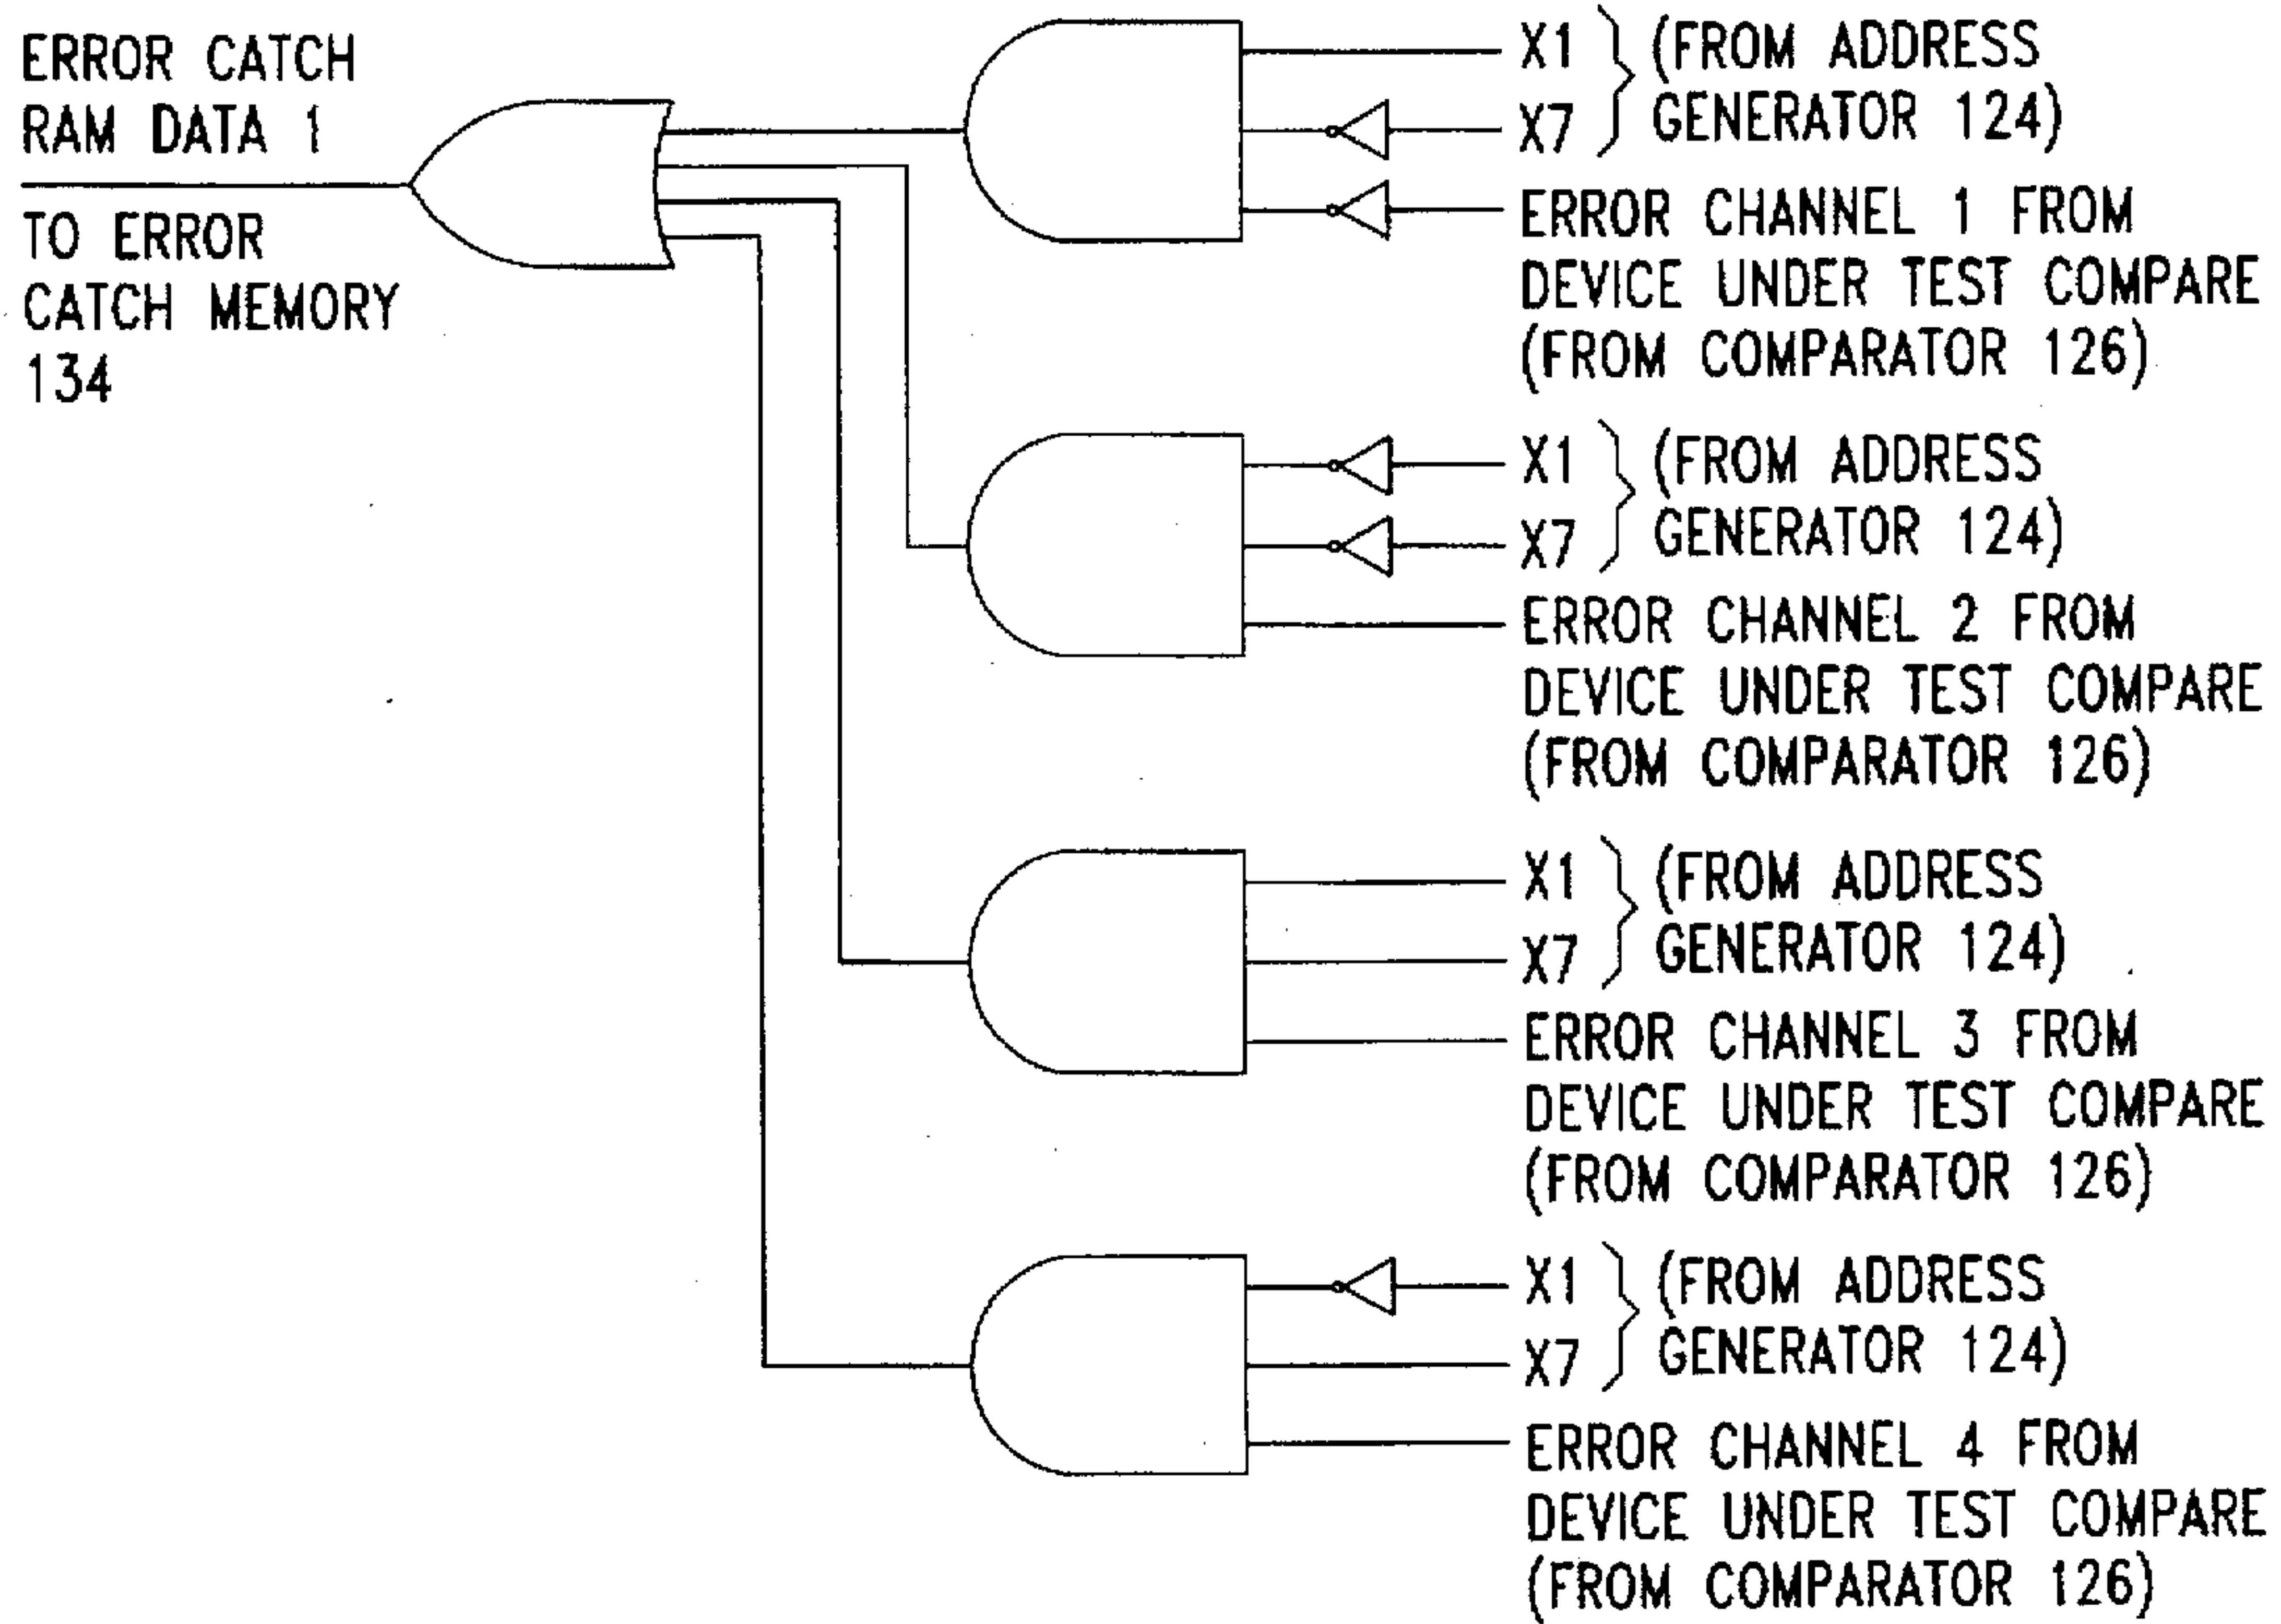 ERROR CATCH
RAM DATA 1
TO ERROR
CATCH MEMORY
134
X1 (FROM ADDRESS
X7 GENERATOR 124)
ERROR CHANNEL 1 FROM
DEVICE UNDER TEST COMPARE
(FROM COMPARATOR 126)
X1 (FROM ADDRESS
X7 GENERATOR 124)
ERROR CHANNEL 2 FROM
DEVICE UNDER TEST COMPARE
(FROM COMPARATOR 126)
X1 (FROM ADDRESS
X7 GENERATOR 124)
ERROR CHANNEL 3 FROM
DEVICE UNDER TEST COMPARE
(FROM COMPARATOR 126)
X1 (FROM ADDRESS
X7 GENERATOR 124)
ERROR CHANNEL 4 FROM
DEVICE UNDER TEST COMPARE
(FROM COMPARATOR 126)